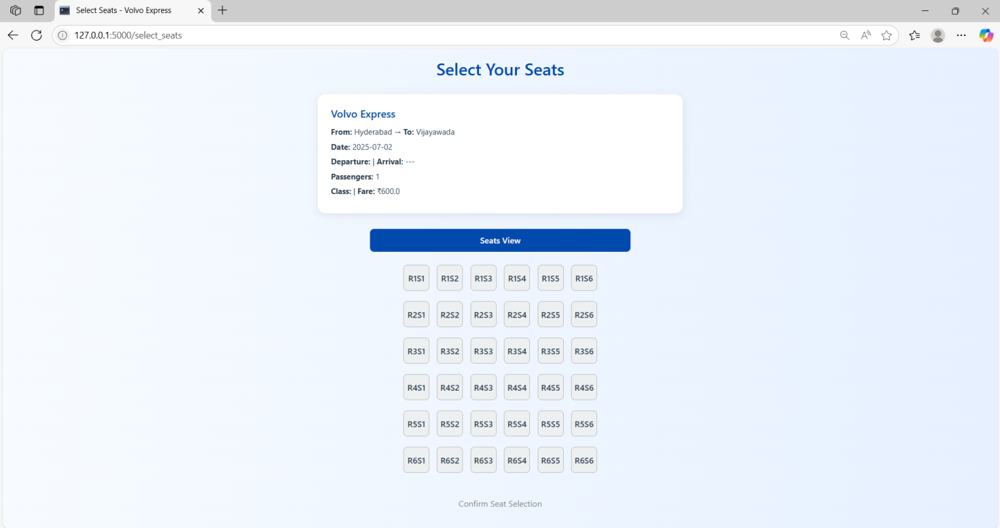 Select Seats - Volvo Express
127.0.0.1:5000/select_seats
Select Your Seats
Volvo Express
From: Hyderabad → To: Vijayawada
Date: 2025-07-02
Departure: | Arrival: ---
Passengers: 1
Class: | Fare: ₹600.0
Seats View
R1S1 R1S2 R1S3 R1S4 R1S5 R1S6
R2S1 R2S2 R2S3 R2S4 R2S5 R2S6
R3S1 R3S2 R3S3 R3S4 R3S5 R3S6
R4S1 R4S2 R4S3 R4S4 R4S5 R4S6
R5S1 R5S2 R5S3 R5S4 R5S5 R5S6
R6S1 R6S2 R6S3 R6S4 R6S5 R6S6
Confirm Seat Selection